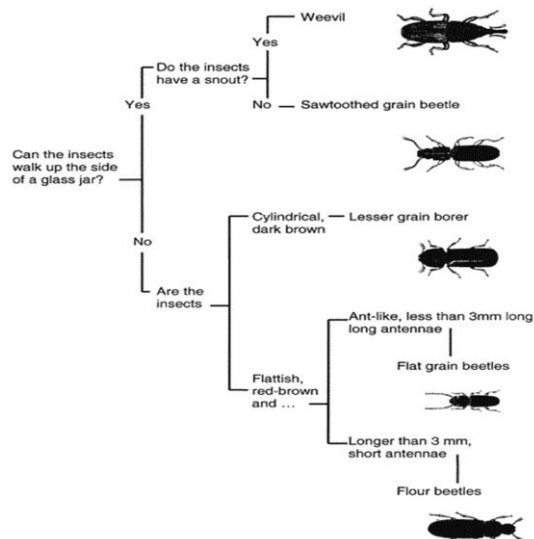 Weevil
Yes
Do the insects
have a snout?
Yes
No
Sawtoothed grain beetle
Can the insects
walk up the side
of a glass jar?
Cylindrical,
dark brown
Lesser grain borer
No
Are the
insects
Ant-like, less than 3mm long
long antennae
Flat grain beetles
Flattish,
red-brown
and ...
Longer than 3 mm,
short antennae
Flour beetles